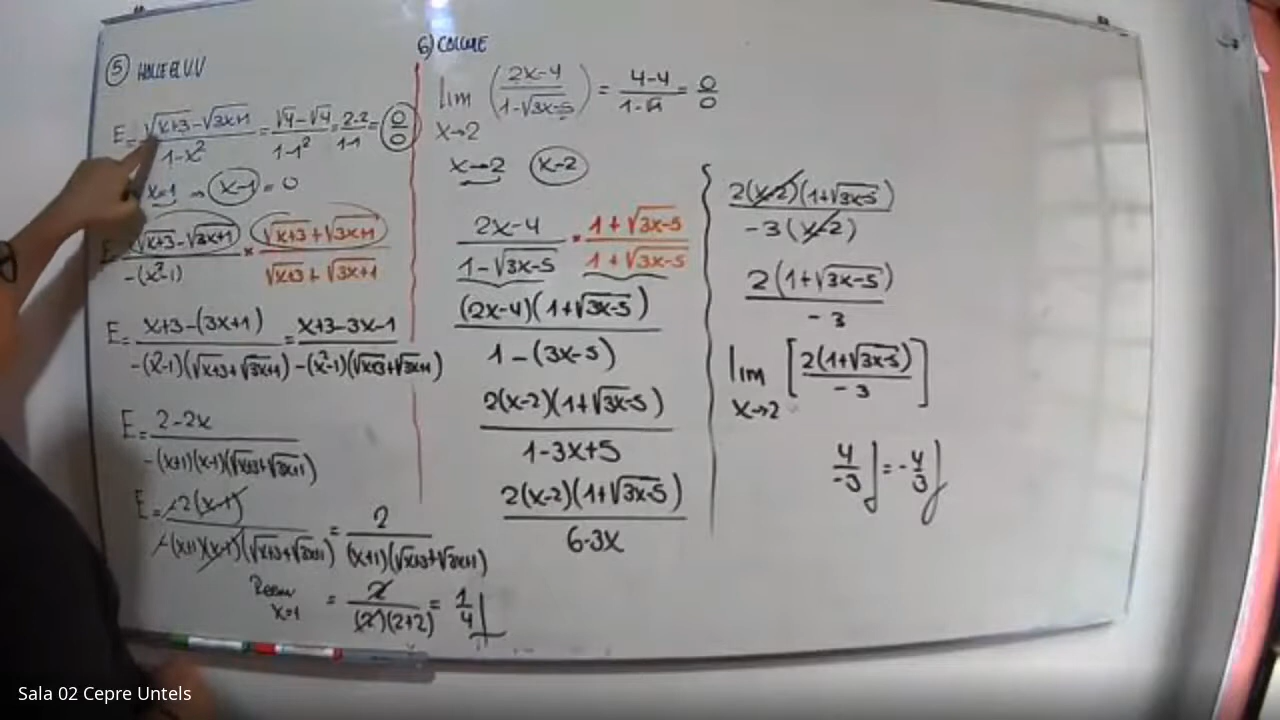 5 HALLE EL V.V
E = √x+3 - √3x+1 / 1-x² = √4-√4 / 1-1² = 2-2 / 1-1 = 0/0
x=1 ⇒ x-1 = 0
E √x+3 - √3x+1 / -(x²-1) * √x+3 + √3x+1 / √x+3 + √3x+1
E = x+3-(3x+1) / -(x²-1)(√x+3+√3x+1) = x+3-3x-1 / -(x²-1)(√x+3+√3x+1)
E = 2-2x / -(x+1)(x-1)(√x+3+√3x+1)
E = -2(x-1) / -(x+1)(x-1)(√x+3+√3x+1) = 2 / (x+1)(√x+3+√3x+1)
x=1 = 2 / (2)(2+2) = 1/4
6)
lim x→2 (2x-4 / 1-√3x-5) = 4-4 / 1-√1 = 0/0
x→2 x-2
2x-4 / 1-√3x-5 * 1+√3x-5 / 1+√3x-5
(2x-4)(1+√3x-5) / 1-(3x-5)
2(x-2)(1+√3x-5) / 1-3x+5
2(x-2)(1+√3x-5) / 6-3x
2(x-2)(1+√3x-5) / -3(x-2)
2(1+√3x-5) / -3
lim x→2 [2(1+√3x-5) / -3]
4/-3 = -4/3
Sala 02 Cepre Untels